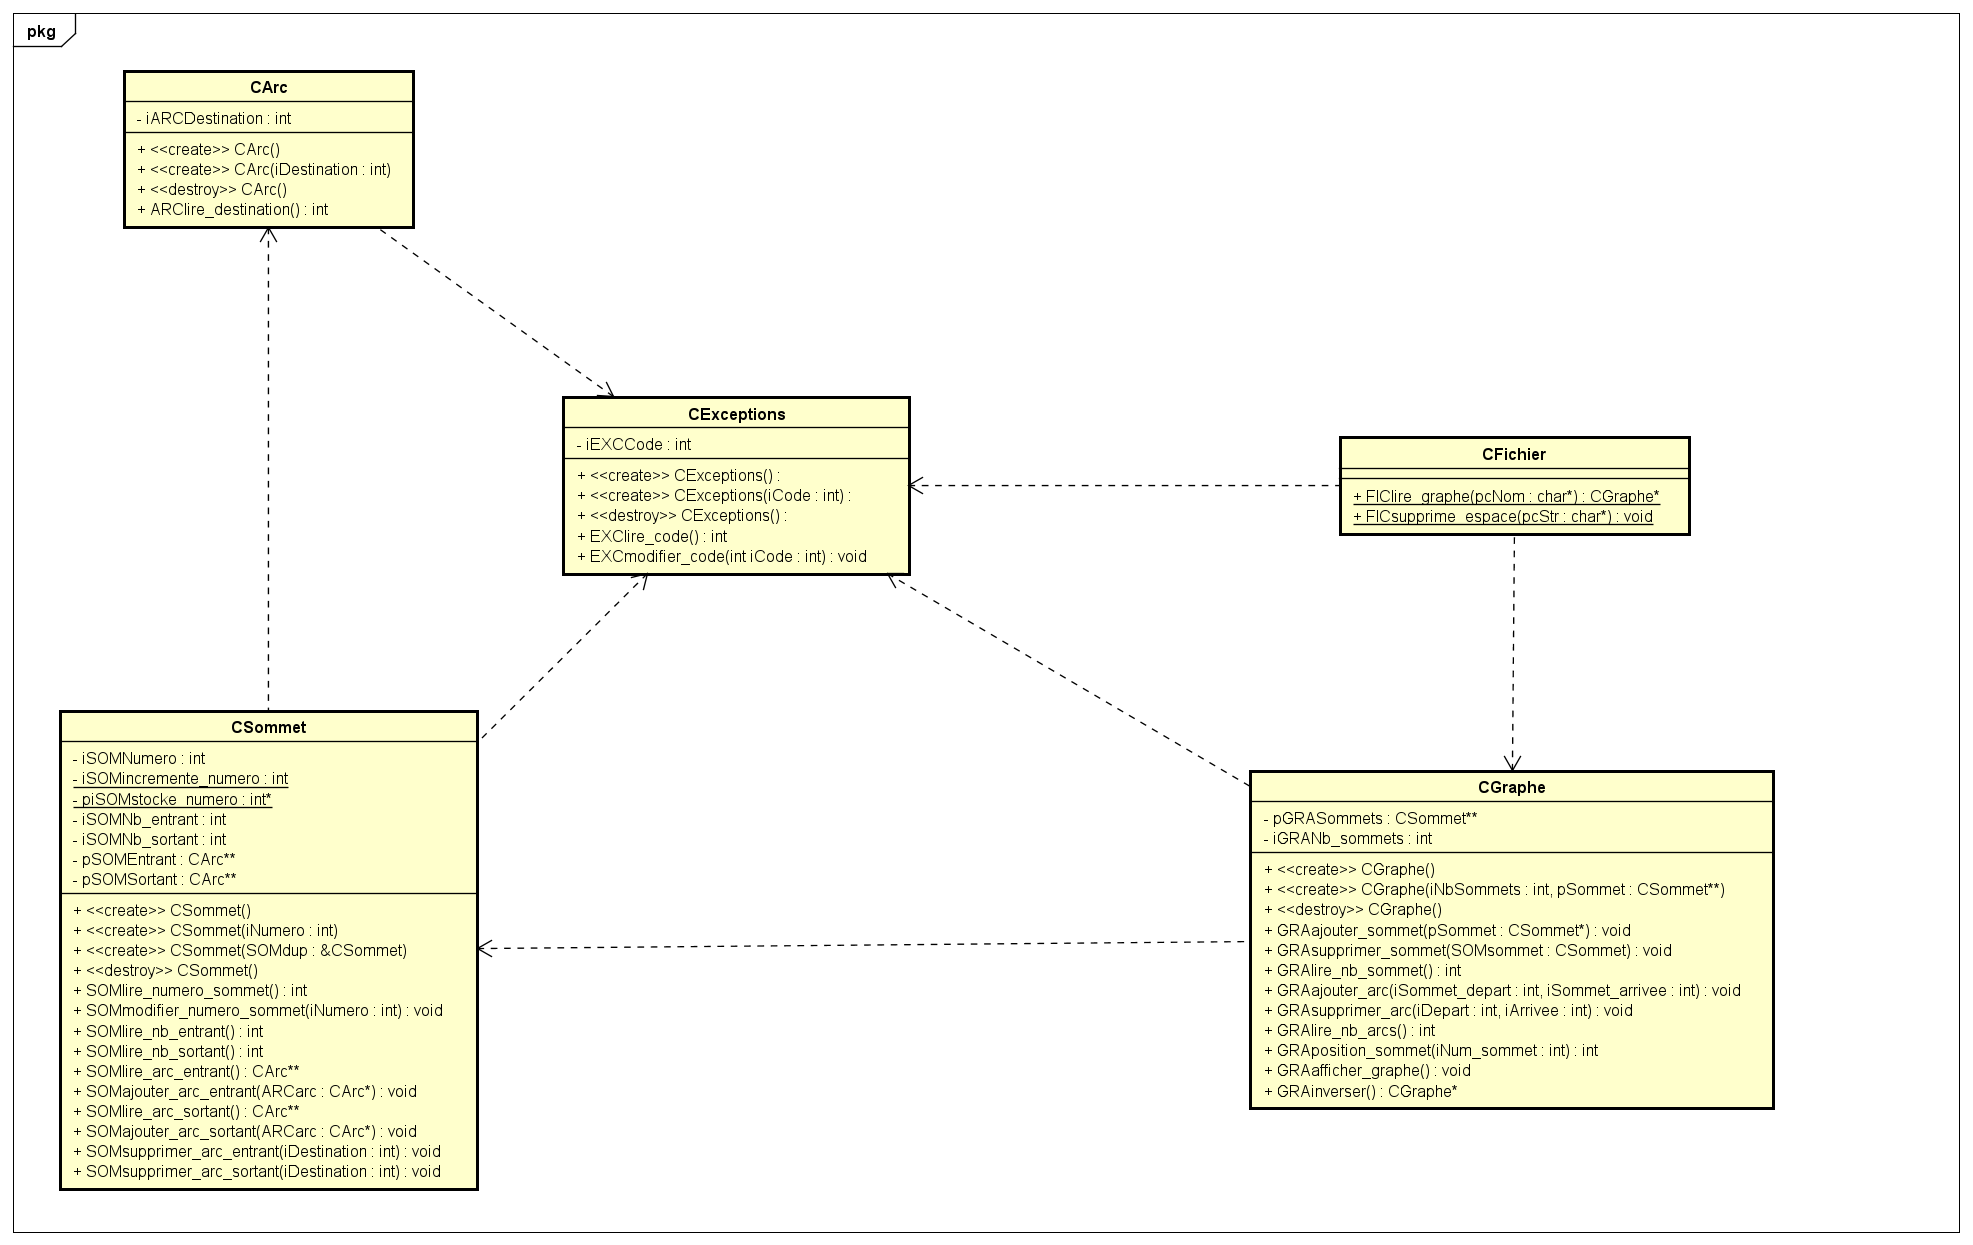 pkg
CArc
- iARCDestination : int
+ <<create>> CArc()
+ <<create>> CArc(iDestination : int)
+ <<destroy>> CArc()
+ ARClire_destination() : int
CExceptions
- iEXCCode : int
+ <<create>> CExceptions() :
+ <<create>> CExceptions(iCode : int) :
+ <<destroy>> CExceptions() :
+ EXClire_code() : int
+ EXCmodifier_code(int iCode : int) : void
CFichier
+ FIClire_graphe(pcNom : char*) : CGraphe*
+ FICsupprime_espace(pcStr : char*) : void
CSommet
- iSOMNumero : int
- iSOMincremente_numero : int
- piSOMstocke_numero : int*
- iSOMNb_entrant : int
- iSOMNb_sortant : int
- pSOMEntrant : CArc**
- pSOMSortant : CArc**
+ <<create>> CSommet()
+ <<create>> CSommet(iNumero : int)
+ <<create>> CSommet(SOMdup : &CSommet)
+ <<destroy>> CSommet()
+ SOMlire_numero_sommet() : int
+ SOMmodifier_numero_sommet(iNumero : int) : void
+ SOMlire_nb_entrant() : int
+ SOMlire_nb_sortant() : int
+ SOMlire_arc_entrant() : CArc**
+ SOMajouter_arc_entrant(ARCarc : CArc*) : void
+ SOMlire_arc_sortant() : CArc**
+ SOMajouter_arc_sortant(ARCarc : CArc*) : void
+ SOMsupprimer_arc_entrant(iDestination : int) : void
+ SOMsupprimer_arc_sortant(iDestination : int) : void
CGraphe
- pGRASommets : CSommet**
- iGRANb_sommets : int
+ <<create>> CGraphe()
+ <<create>> CGraphe(iNbSommets : int, pSommet : CSommet**)
+ <<destroy>> CGraphe()
+ GRAajouter_sommet(pSommet : CSommet*) : void
+ GRAsupprimer_sommet(SOMsommet : CSommet) : void
+ GRAlire_nb_sommet() : int
+ GRAajouter_arc(iSommet_depart : int, iSommet_arrivee : int) : void
+ GRAsupprimer_arc(iDepart : int, iArrivee : int) : void
+ GRAlire_nb_arcs() : int
+ GRAposition_sommet(iNum_sommet : int) : int
+ GRAafficher_graphe() : void
+ GRAinverser() : CGraphe*